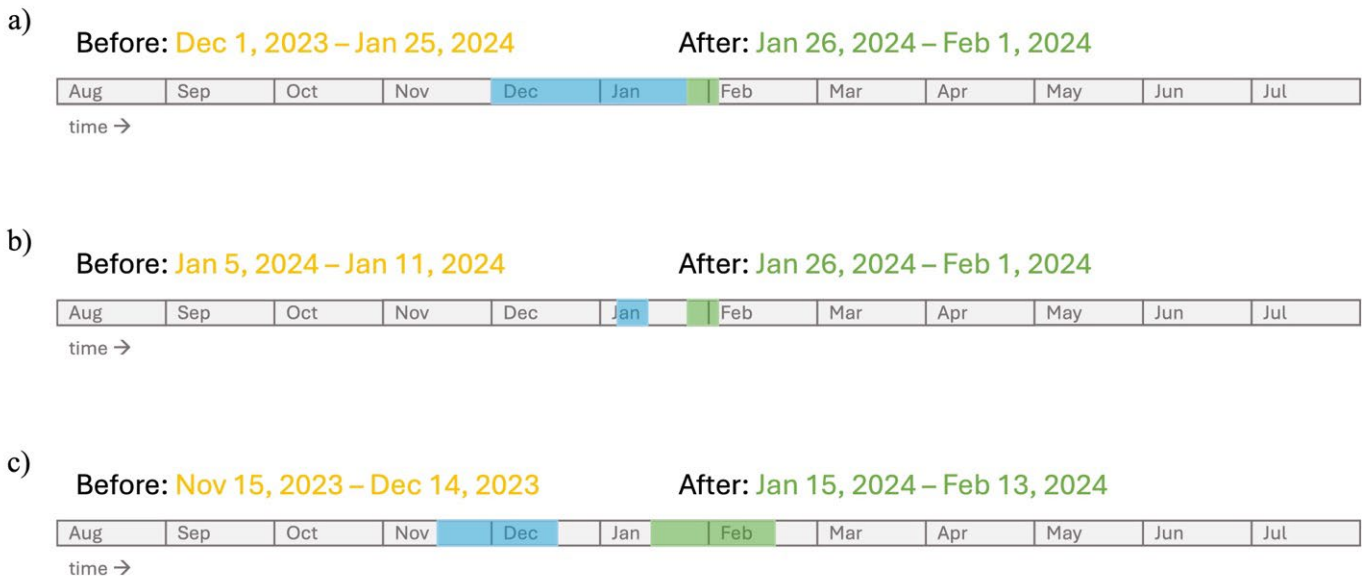 a)
Before: Dec 1, 2023 – Jan 25, 2024 After: Jan 26, 2024 – Feb 1, 2024
Aug Sep Oct Nov Dec Jan Feb Mar Apr May Jun Jul
time →
b)
Before: Jan 5, 2024 – Jan 11, 2024 After: Jan 26, 2024 – Feb 1, 2024
Aug Sep Oct Nov Dec Jan Feb Mar Apr May Jun Jul
time →
c)
Before: Nov 15, 2023 – Dec 14, 2023 After: Jan 15, 2024 – Feb 13, 2024
Aug Sep Oct Nov Dec Jan Feb Mar Apr May Jun Jul
time →